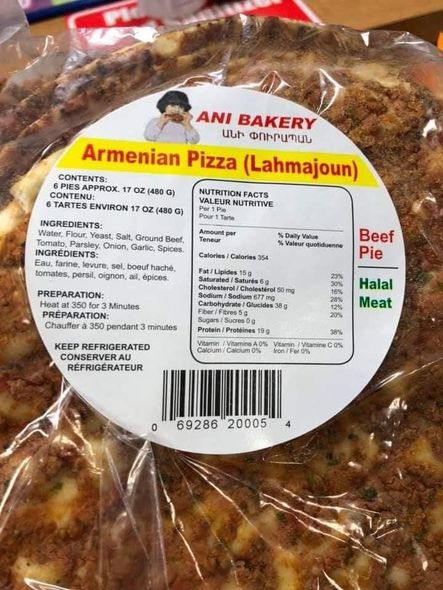 ANI BAKERY
ԱՆԻ ՓՈՒՐԱՊԱՆ
Armenian Pizza (Lahmajoun)
CONTENTS:
6 PIES APPROX. 17 OZ (480 G)
CONTENU:
6 TARTES ENVIRON 17 OZ (480 G)
INGREDIENTS:
Water, Flour, Yeast, Salt, Ground Beef,
Tomato, Parsley, Onion, Garlic, Spices.
INGRÉDIENTS:
Eau, farine, levure, sel, boeuf haché,
tomates, persil, oignon, ail, épices.
PREPARATION:
Heat at 350 for 3 Minutes
PRÉPARATION:
Chauffer à 350 pendant 3 minutes
KEEP REFRIGERATED
CONSERVER AU
RÉFRIGÉRATEUR
NUTRITION FACTS
VALEUR NUTRITIVE
Per 1 Pie
Pour 1 Tarte
Amount per % Daily Value
Teneur % Valeur quotiduenne
Calories / Calories 354
Fat / Lipides 15 g 23%
Saturated / Saturés 6 g 30%
Cholesterol / Cholestérol 50 mg 16%
Sodium / Sodium 677 mg 28%
Carbohydrate / Glucides 38 g 12%
Fiber / Fibres 5 g 20%
Sugars / Sucres 0 g
Protein / Protéines 19 g 38%
Vitamin / Vitamine A 0% Vitamin / Vitamine C 0%
Calcium / Calcium 0% Iron / Fer 0%
Beef
Pie
Halal
Meat
0 69286 20005 4